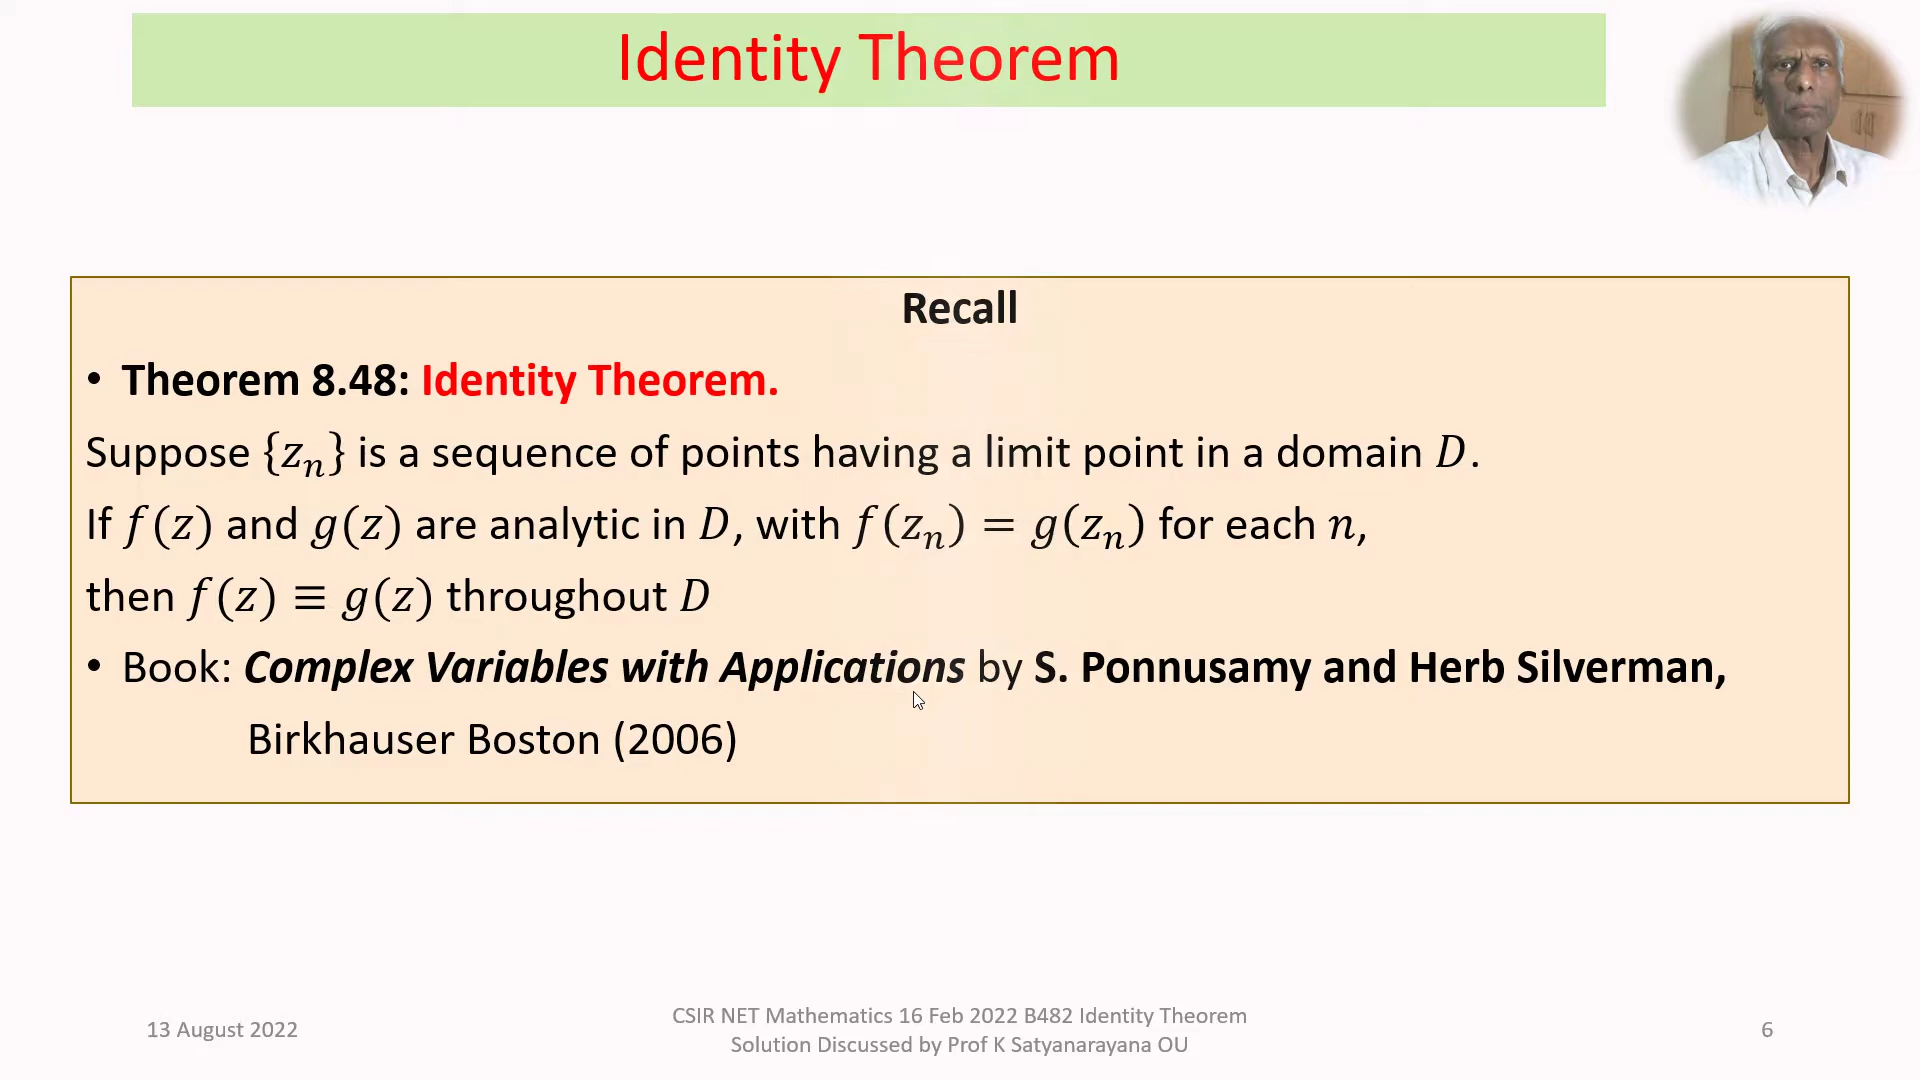 Identity Theorem
Recall
• Theorem 8.48: Identity Theorem.
Suppose {zₙ} is a sequence of points having a limit point in a domain D.
If f(z) and g(z) are analytic in D, with f(zₙ) = g(zₙ) for each n,
then f(z) ≡ g(z) throughout D
• Book: Complex Variables with Applications by S. Ponnusamy and Herb Silverman,
Birkhauser Boston (2006)
13 August 2022
CSIR NET Mathematics 16 Feb 2022 B482 Identity Theorem
Solution Discussed by Prof K Satyanarayana OU
6